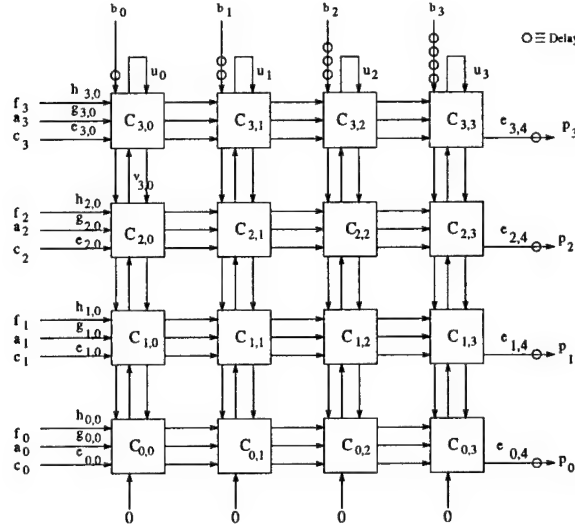 b0 b1 b2 b3
○ ≡ Delay
u0 u1 u2 u3
f3 h3,0
a3 g3,0 C3,0 C3,1 C3,2 C3,3 e3,4 p3
c3 e3,0
v3,0
f2 h2,0
a2 g2,0 C2,0 C2,1 C2,2 C2,3 e2,4 p2
c2 e2,0
f1 h1,0
a1 g1,0 C1,0 C1,1 C1,2 C1,3 e1,4 p1
c1 e1,0
f0 h0,0
a0 g0,0 C0,0 C0,1 C0,2 C0,3 e0,4 p0
c0 e0,0
0 0 0 0